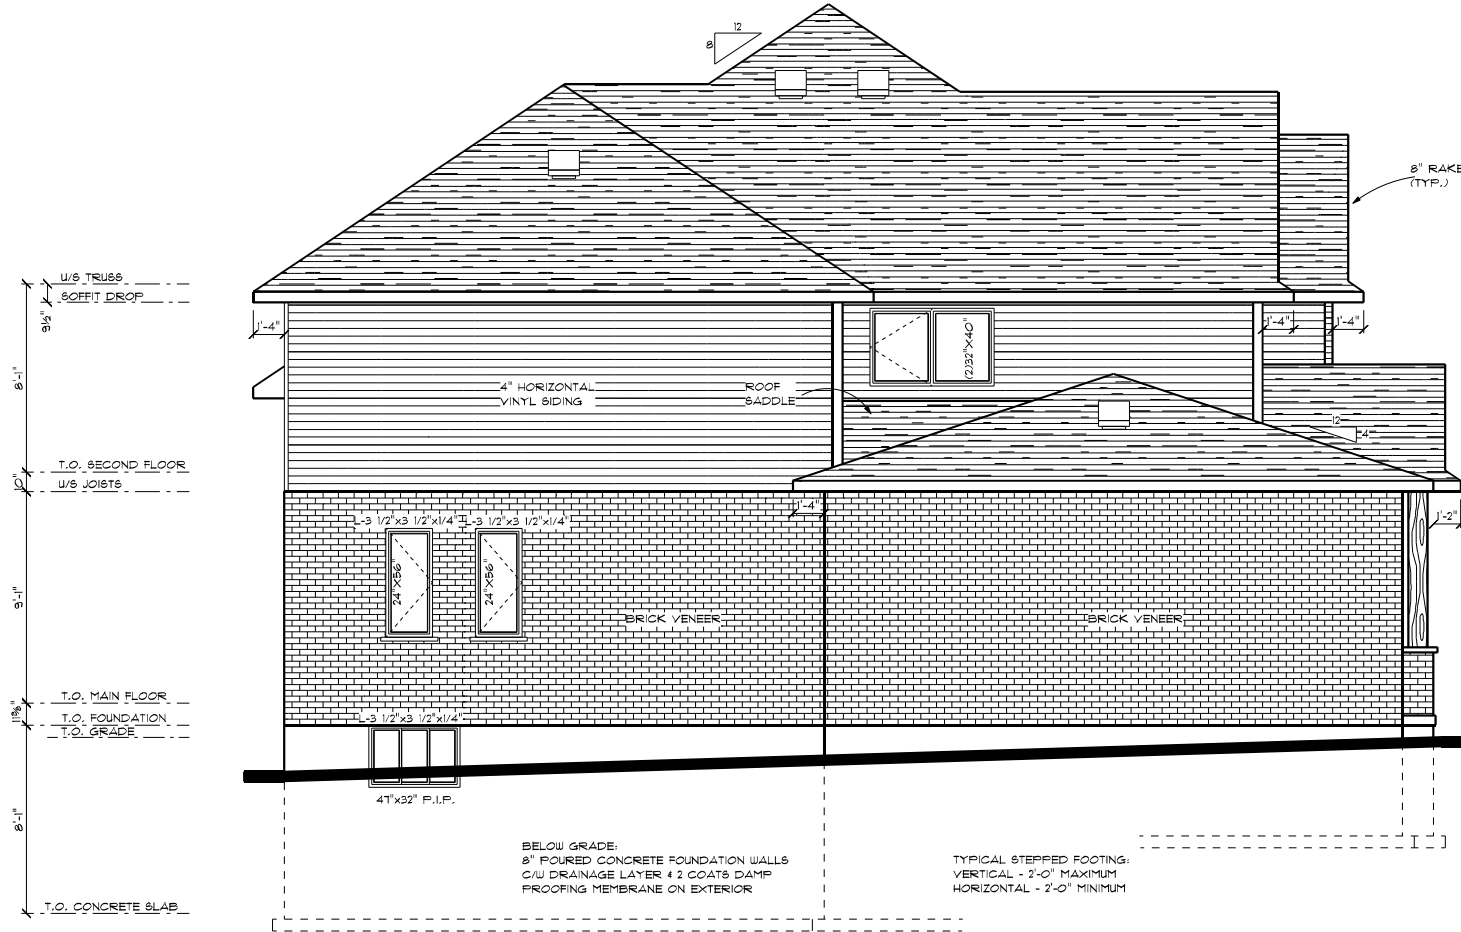 12
8
8" RAKE
(TYP.)
U/S TRUSS
SOFFIT DROP
9½"
1'-4"
1'-4"
1'-4"
(2)32"X40"
8'-1"
4" HORIZONTAL
VINYL SIDING
ROOF
SADDLE
12
4
T.O. SECOND FLOOR
10"
U/S JOISTS
1'-4"
1'-2"
L-3 1/2"x3 1/2"x1/4"
L-3 1/2"x3 1/2"x1/4"
24"X56"
24"X56"
9'-1"
BRICK VENEER
BRICK VENEER
T.O. MAIN FLOOR
T.O. FOUNDATION
L-3 1/2"x3 1/2"x1/4"
T.O. GRADE
47"x32" P.I.P.
8'-1"
BELOW GRADE:
8" POURED CONCRETE FOUNDATION WALLS
C/W DRAINAGE LAYER & 2 COATS DAMP
PROOFING MEMBRANE ON EXTERIOR
TYPICAL STEPPED FOOTING:
VERTICAL - 2'-0" MAXIMUM
HORIZONTAL - 2'-0" MINIMUM
T.O. CONCRETE SLAB